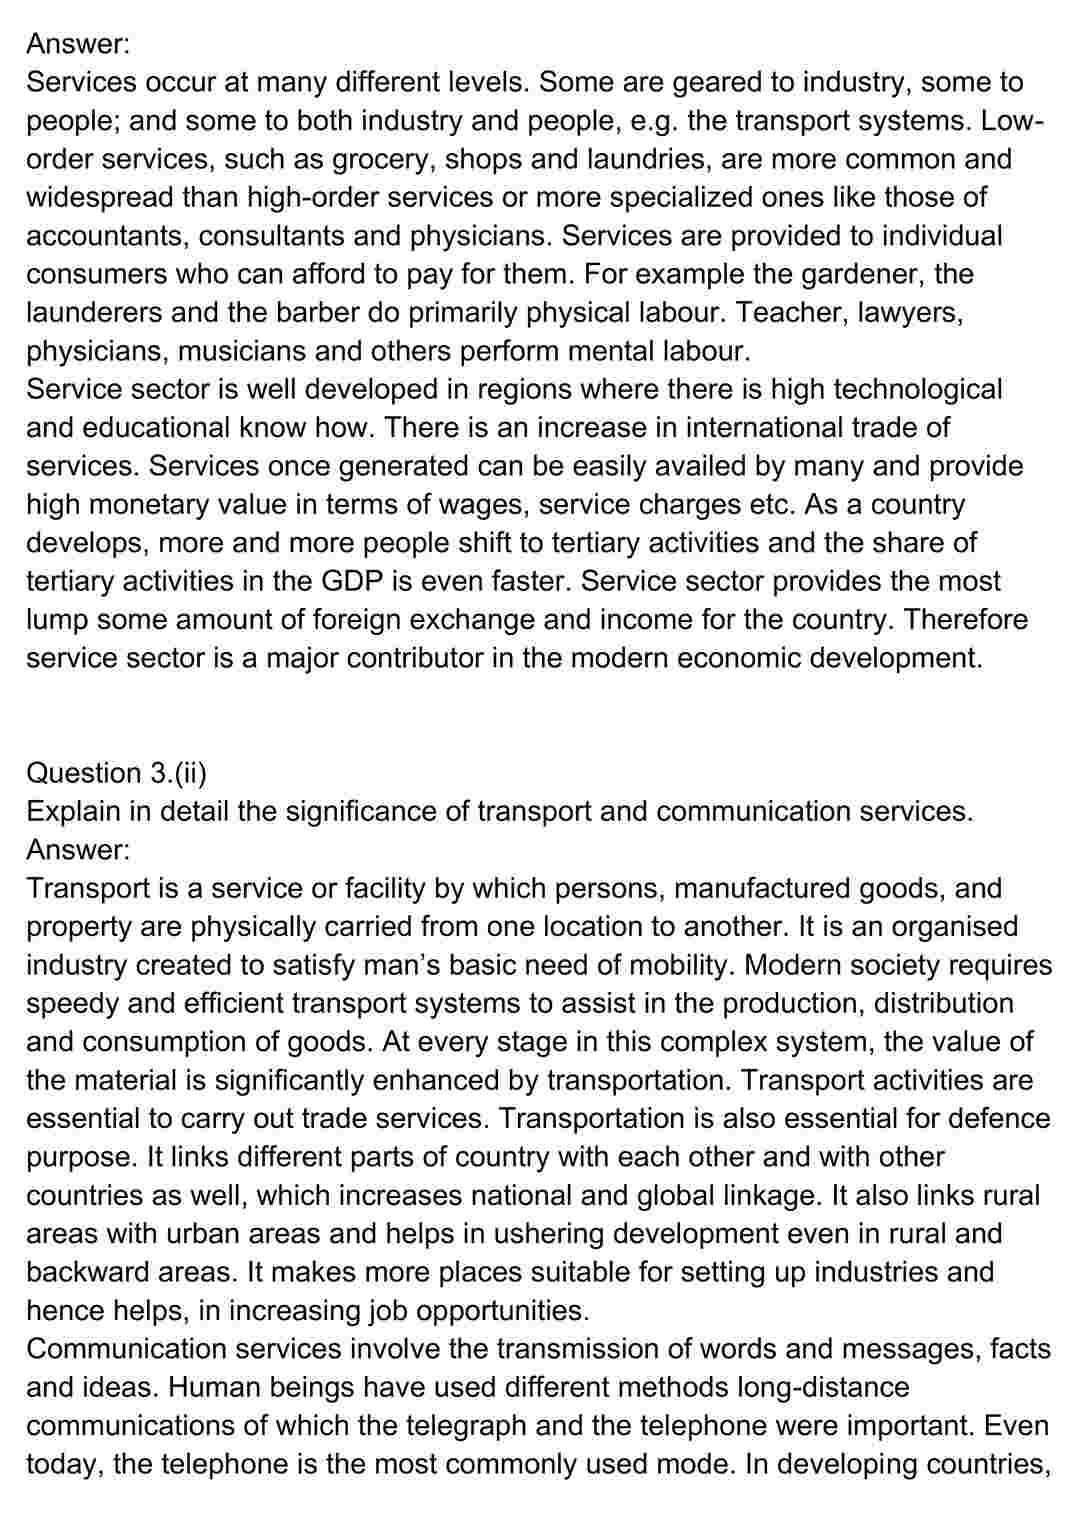 Answer:
Services occur at many different levels. Some are geared to industry, some to
people; and some to both industry and people, e.g. the transport systems. Low-
order services, such as grocery, shops and laundries, are more common and
widespread than high-order services or more specialized ones like those of
accountants, consultants and physicians. Services are provided to individual
consumers who can afford to pay for them. For example the gardener, the
launderers and the barber do primarily physical labour. Teacher, lawyers,
physicians, musicians and others perform mental labour.
Service sector is well developed in regions where there is high technological
and educational know how. There is an increase in international trade of
services. Services once generated can be easily availed by many and provide
high monetary value in terms of wages, service charges etc. As a country
develops, more and more people shift to tertiary activities and the share of
tertiary activities in the GDP is even faster. Service sector provides the most
lump some amount of foreign exchange and income for the country. Therefore
service sector is a major contributor in the modern economic development.
Question 3.(ii)
Explain in detail the significance of transport and communication services.
Answer:
Transport is a service or facility by which persons, manufactured goods, and
property are physically carried from one location to another. It is an organised
industry created to satisfy man’s basic need of mobility. Modern society requires
speedy and efficient transport systems to assist in the production, distribution
and consumption of goods. At every stage in this complex system, the value of
the material is significantly enhanced by transportation. Transport activities are
essential to carry out trade services. Transportation is also essential for defence
purpose. It links different parts of country with each other and with other
countries as well, which increases national and global linkage. It also links rural
areas with urban areas and helps in ushering development even in rural and
backward areas. It makes more places suitable for setting up industries and
hence helps, in increasing job opportunities.
Communication services involve the transmission of words and messages, facts
and ideas. Human beings have used different methods long-distance
communications of which the telegraph and the telephone were important. Even
today, the telephone is the most commonly used mode. In developing countries,